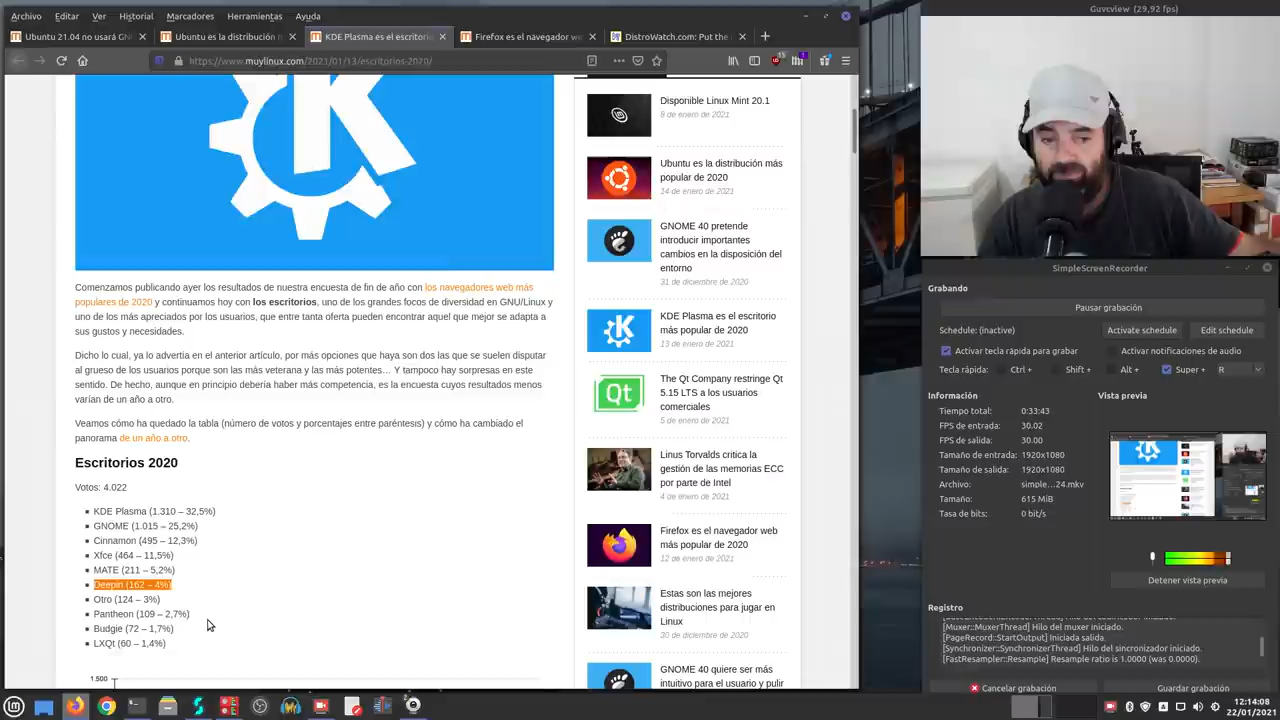 Archivo Editar Ver Historial Marcadores Herramientas Ayuda
Guvcview (29,92 fps)
Ubuntu 21.04 no usará GN
Ubuntu es la distribución
KDE Plasma es el escritorio
Firefox es el navegador we
DistroWatch.com: Put the
https://www.muylinux.com/2021/01/13/escritorios-2020/
Comenzamos publicando ayer los resultados de nuestra encuesta de fin de año con los navegadores web más
populares de 2020 y continuamos hoy con los escritorios, uno de los grandes focos de diversidad en GNU/Linux y
uno de los más apreciados por los usuarios, que entre tanta oferta pueden encontrar aquel que mejor se adapta a
sus gustos y necesidades.
Dicho lo cual, ya lo advertía en el anterior artículo, por más opciones que haya son dos las que se suelen disputar
al grueso de los usuarios porque son las más veterana y las más potentes... Y tampoco hay sorpresas en este
sentido. De hecho, aunque en principio debería haber más competencia, es la encuesta cuyos resultados menos
varían de un año a otro.
Veamos cómo ha quedado la tabla (número de votos y porcentajes entre paréntesis) y cómo ha cambiado el
panorama de un año a otro.
Escritorios 2020
Votos: 4.022
KDE Plasma (1.310 – 32,5%)
GNOME (1.015 – 25,2%)
Cinnamon (495 – 12,3%)
Xfce (464 – 11,5%)
MATE (211 – 5,2%)
Deepin (162 – 4%)
Otro (124 – 3%)
Pantheon (109 – 2,7%)
Budgie (72 – 1,7%)
LXQt (60 – 1,4%)
1.500
Disponible Linux Mint 20.1
8 de enero de 2021
Ubuntu es la distribución más
popular de 2020
14 de enero de 2021
GNOME 40 pretende
introducir importantes
cambios en la disposición del
entorno
31 de diciembre de 2020
KDE Plasma es el escritorio
más popular de 2020
13 de enero de 2021
Qt
The Qt Company restringe Qt
5.15 LTS a los usuarios
comerciales
5 de enero de 2021
Linus Torvalds critica la
gestión de las memorias ECC
por parte de Intel
4 de enero de 2021
Firefox es el navegador web
más popular de 2020
12 de enero de 2021
Estas son las mejores
distribuciones para jugar en
Linux
30 de diciembre de 2020
GNOME 40 quiere ser más
intuitivo para el usuario y pulir
SimpleScreenRecorder
Grabando
Pausar grabación
Schedule: (inactive) Activate schedule Edit schedule
Activar tecla rápida para grabar Activar notificaciones de audio
Tecla rápida: Ctrl + Shift + Alt + Super + R
Información
Tiempo total: 0:33:43
FPS de entrada: 30.02
FPS de salida: 30.00
Tamaño de entrada: 1920x1080
Tamaño de salida: 1920x1080
Archivo: simple...24.mkv
Tamaño: 615 MiB
Tasa de bits: 0 bit/s
Vista previa
Detener vista previa
Registro
[Muxer::MuxerThread] Hilo del muxer iniciado.
[PageRecord::StartOutput] Iniciada salida.
[Synchronizer::SynchronizerThread] Hilo del sincronizador iniciado.
[FastResampler::Resample] Resample ratio is 1.0000 (was 0.0000).
Cancelar grabación Guardar grabación
12:14:08
22/01/2021